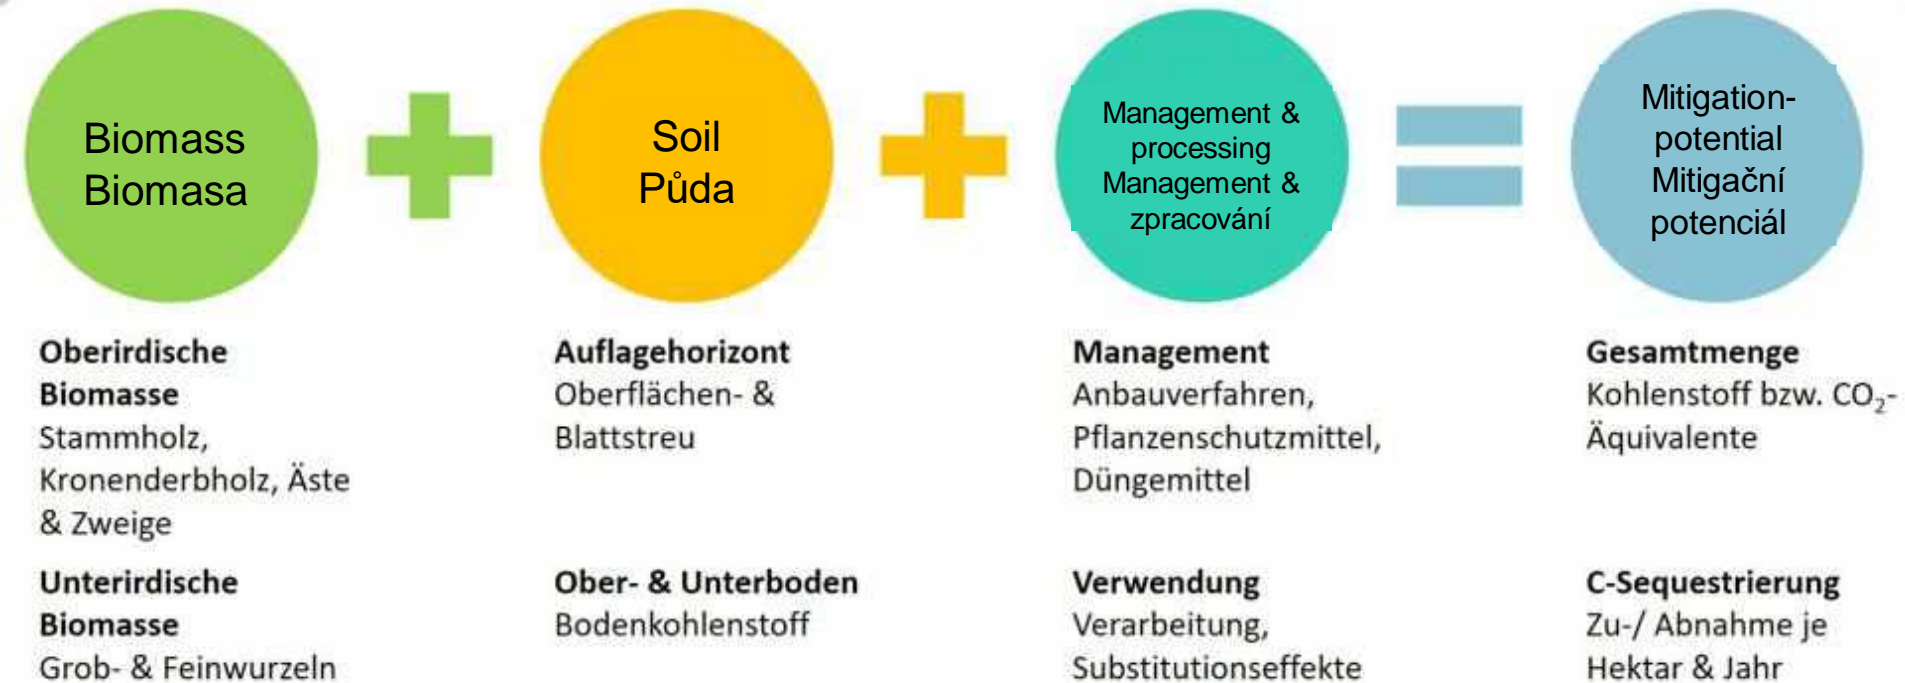 Biomass
Biomasa
Soil
Půda
Management &
processing
Management &
zpracování
Mitigation-
potential
Mitigační
potenciál
Oberirdische
Biomasse
Stammholz,
Kronenderbholz, Äste
& Zweige
Auflagehorizont
Oberflächen- &
Blattstreu
Management
Anbauverfahren,
Pflanzenschutzmittel,
Düngemittel
Gesamtmenge
Kohlenstoff bzw. CO₂-
Äquivalente
Unterirdische
Biomasse
Grob- & Feinwurzeln
Ober- & Unterboden
Bodenkohlenstoff
Verwendung
Verarbeitung,
Substitutionseffekte
C-Sequestrierung
Zu-/ Abnahme je
Hektar & Jahr